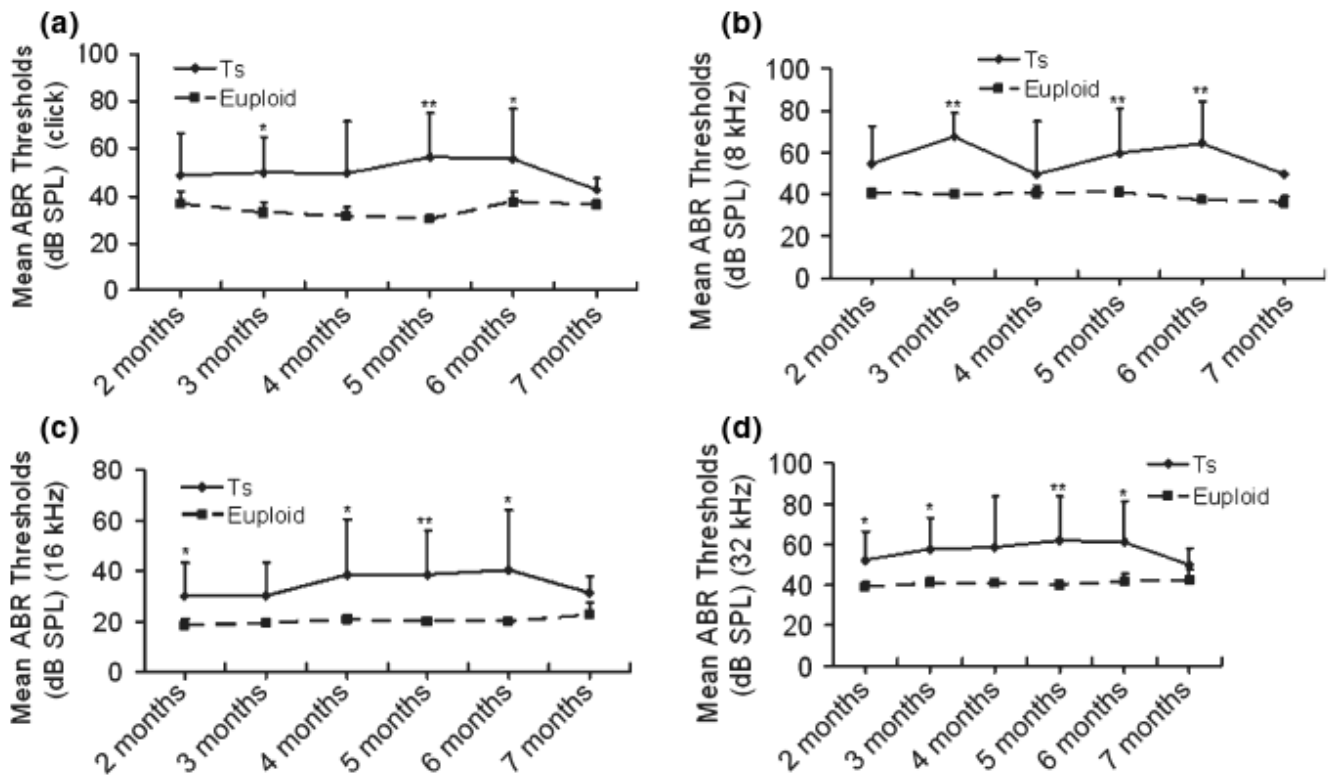 (a)
Mean ABR Thresholds
(dB SPL) (click)
100
80
60
40
20
0
Ts
Euploid
*
**
*
2 months
3 months
4 months
5 months
6 months
7 months
(b)
Mean ABR Thresholds
(dB SPL) (8 kHz)
100
80
60
40
20
0
Ts
Euploid
**
**
**
2 months
3 months
4 months
5 months
6 months
7 months
(c)
Mean ABR Thresholds
(dB SPL) (16 kHz)
80
60
40
20
0
Ts
Euploid
*
*
**
*
2 months
3 months
4 months
5 months
6 months
7 months
(d)
Mean ABR Thresholds
(dB SPL) (32 kHz)
100
80
60
40
20
0
Ts
Euploid
*
*
**
*
2 months
3 months
4 months
5 months
6 months
7 months